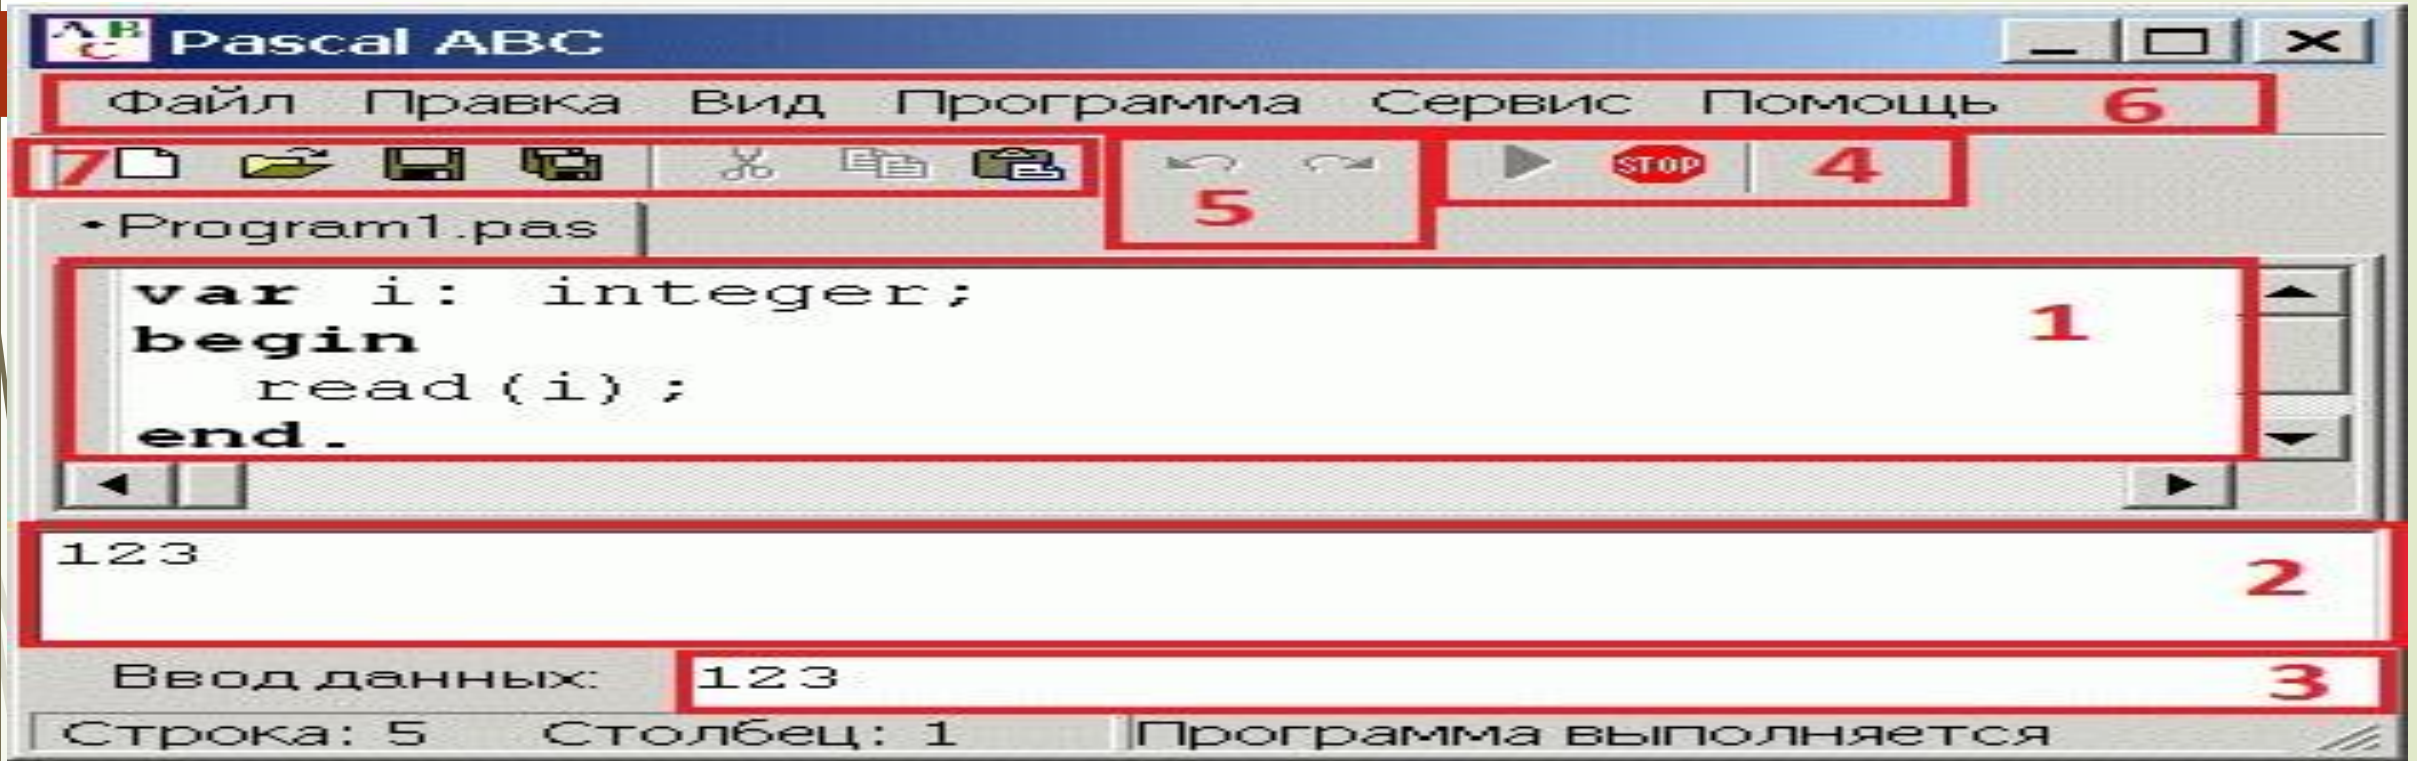 A B C Pascal ABC
Файл Правка Вид Программа Сервис Помощь 6
7 STOP 4
5
•Program1.pas
var i: integer;
1
begin
read(i);
end.
123
2
Ввод данных: 123 3
Строка: 5 Столбец: 1 Программа выполняется